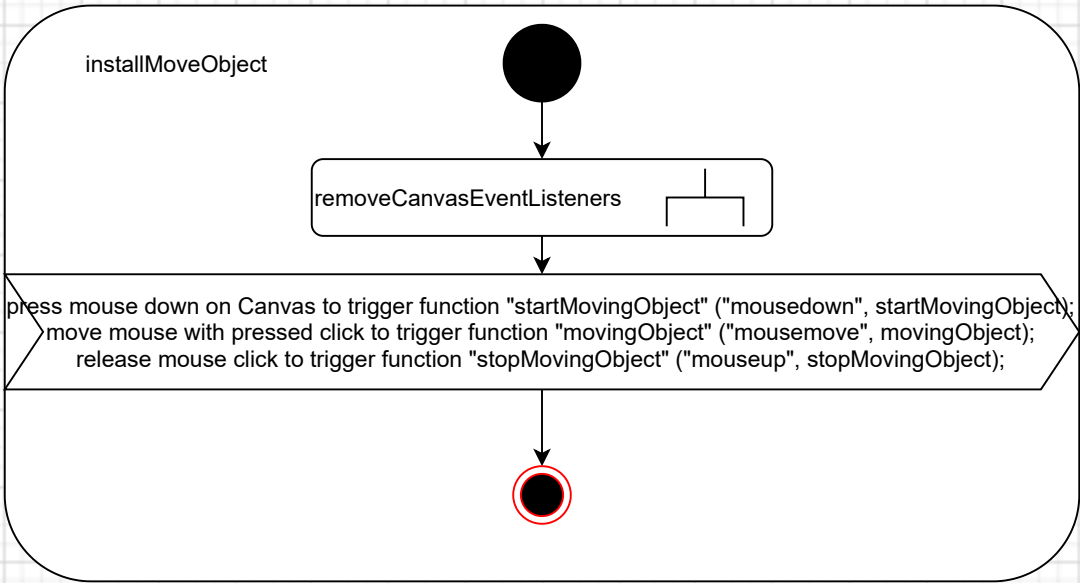 installMoveObject
removeCanvasEventListeners
press mouse down on Canvas to trigger function "startMovingObject" ("mousedown", startMovingObject);
move mouse with pressed click to trigger function "movingObject" ("mousemove", movingObject);
release mouse click to trigger function "stopMovingObject" ("mouseup", stopMovingObject);